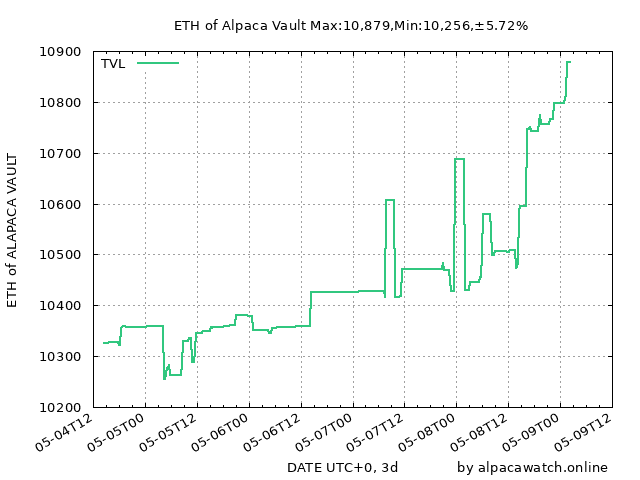 ETH of Alpaca Vault Max:10,879,Min:10,256,±5.72%
TVL
10900
10800
10700
10600
10500
10400
10300
10200
ETH of ALAPACA VAULT
05-04T12
05-05T00
05-05T12
05-06T00
05-06T12
05-07T00
05-07T12
05-08T00
05-08T12
05-09T00
05-09T12
DATE UTC+0, 3d
by alpacawatch.online